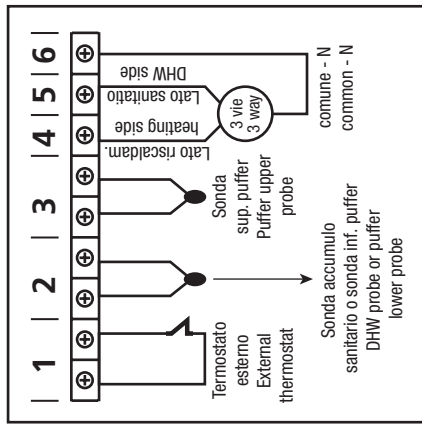 1 2 3 4 5 6
Termostato
esterno
External
thermostat
Sonda accumulo
sanitario o sonda inf. puffer
DHW probe or puffer
lower probe
Sonda
sup. puffer
Puffer upper
probe
Lato riscaldam.
heating side
Lato sanitatio
DHW side
3 vie
3 way
comune - N
common - N